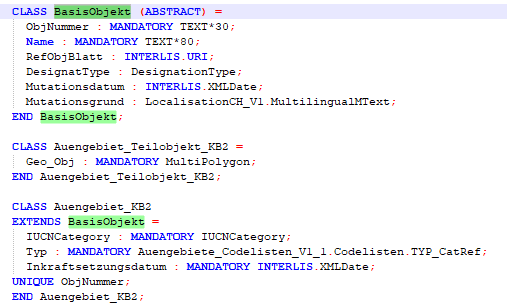 CLASS BasisObjekt (ABSTRACT) =
ObjNummer : MANDATORY TEXT*30;
Name : MANDATORY TEXT*80;
RefObjBlatt : INTERLIS.URI;
DesignatType : DesignationType;
Mutationsdatum : INTERLIS.XMLDate;
Mutationsgrund : LocalisationCH_V1.MultilingualMText;
END BasisObjekt;
CLASS Auengebiet_Teilobjekt_KB2 =
Geo_Obj : MANDATORY MultiPolygon;
END Auengebiet_Teilobjekt_KB2;
CLASS Auengebiet_KB2
EXTENDS BasisObjekt =
IUCNCategory : MANDATORY IUCNCategory;
Typ : MANDATORY Auengebiete_Codelisten_V1_1.Codelisten.TYP_CatRef;
Inkraftsetzungsdatum : MANDATORY INTERLIS.XMLDate;
UNIQUE ObjNummer;
END Auengebiet_KB2;